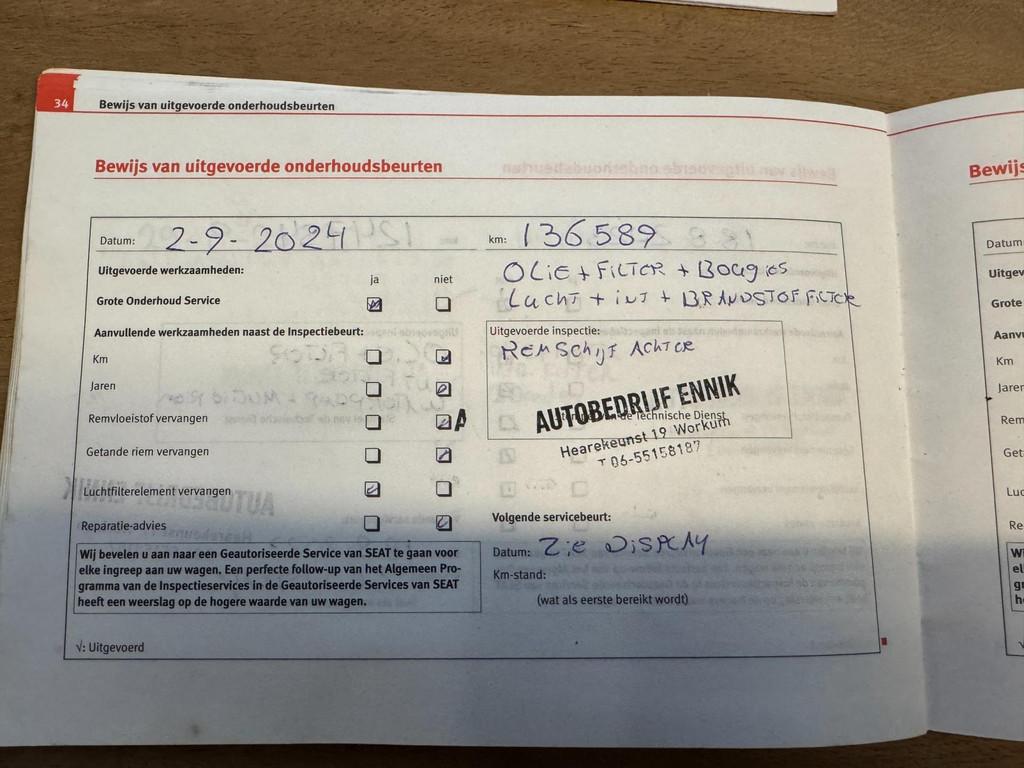 34 Bewijs van uitgevoerde onderhoudsbeurten
Bewijs van uitgevoerde onderhoudsbeurten
Datum: 2-9-2024 km: 136589
Uitgevoerde werkzaamheden: ja niet
OLiE + FiLTER + Bougies
Grote Onderhoud Service
Lucht + iNT + BRANDSTOF FiLTER
Aanvullende werkzaamheden naast de Inspectiebeurt:
Uitgevoerde inspectie:
REMSchijF AchTER
Km
Jaren
Remvloeistof vervangen
Getande riem vervangen
Luchtfilterelement vervangen
Reparatie-advies
AUTOBEDRIJF ENNIK
de Technische Dienst
Hearekeunst 19 Workum
T 06-55158187
Volgende servicebeurt:
Datum: Zie DiSPLAY
Km-stand:
(wat als eerste bereikt wordt)
Wij bevelen u aan naar een Geautoriseerde Service van SEAT te gaan voor
elke ingreep aan uw wagen. Een perfecte follow-up van het Algemeen Pro-
gramma van de Inspectieservices in de Geautoriseerde Services van SEAT
heeft een weerslag op de hogere waarde van uw wagen.
√: Uitgevoerd
Bewijs
Datum
Uitgev
Grote
Aanv
Km
Jaren
Rem
Get
Luc
Re